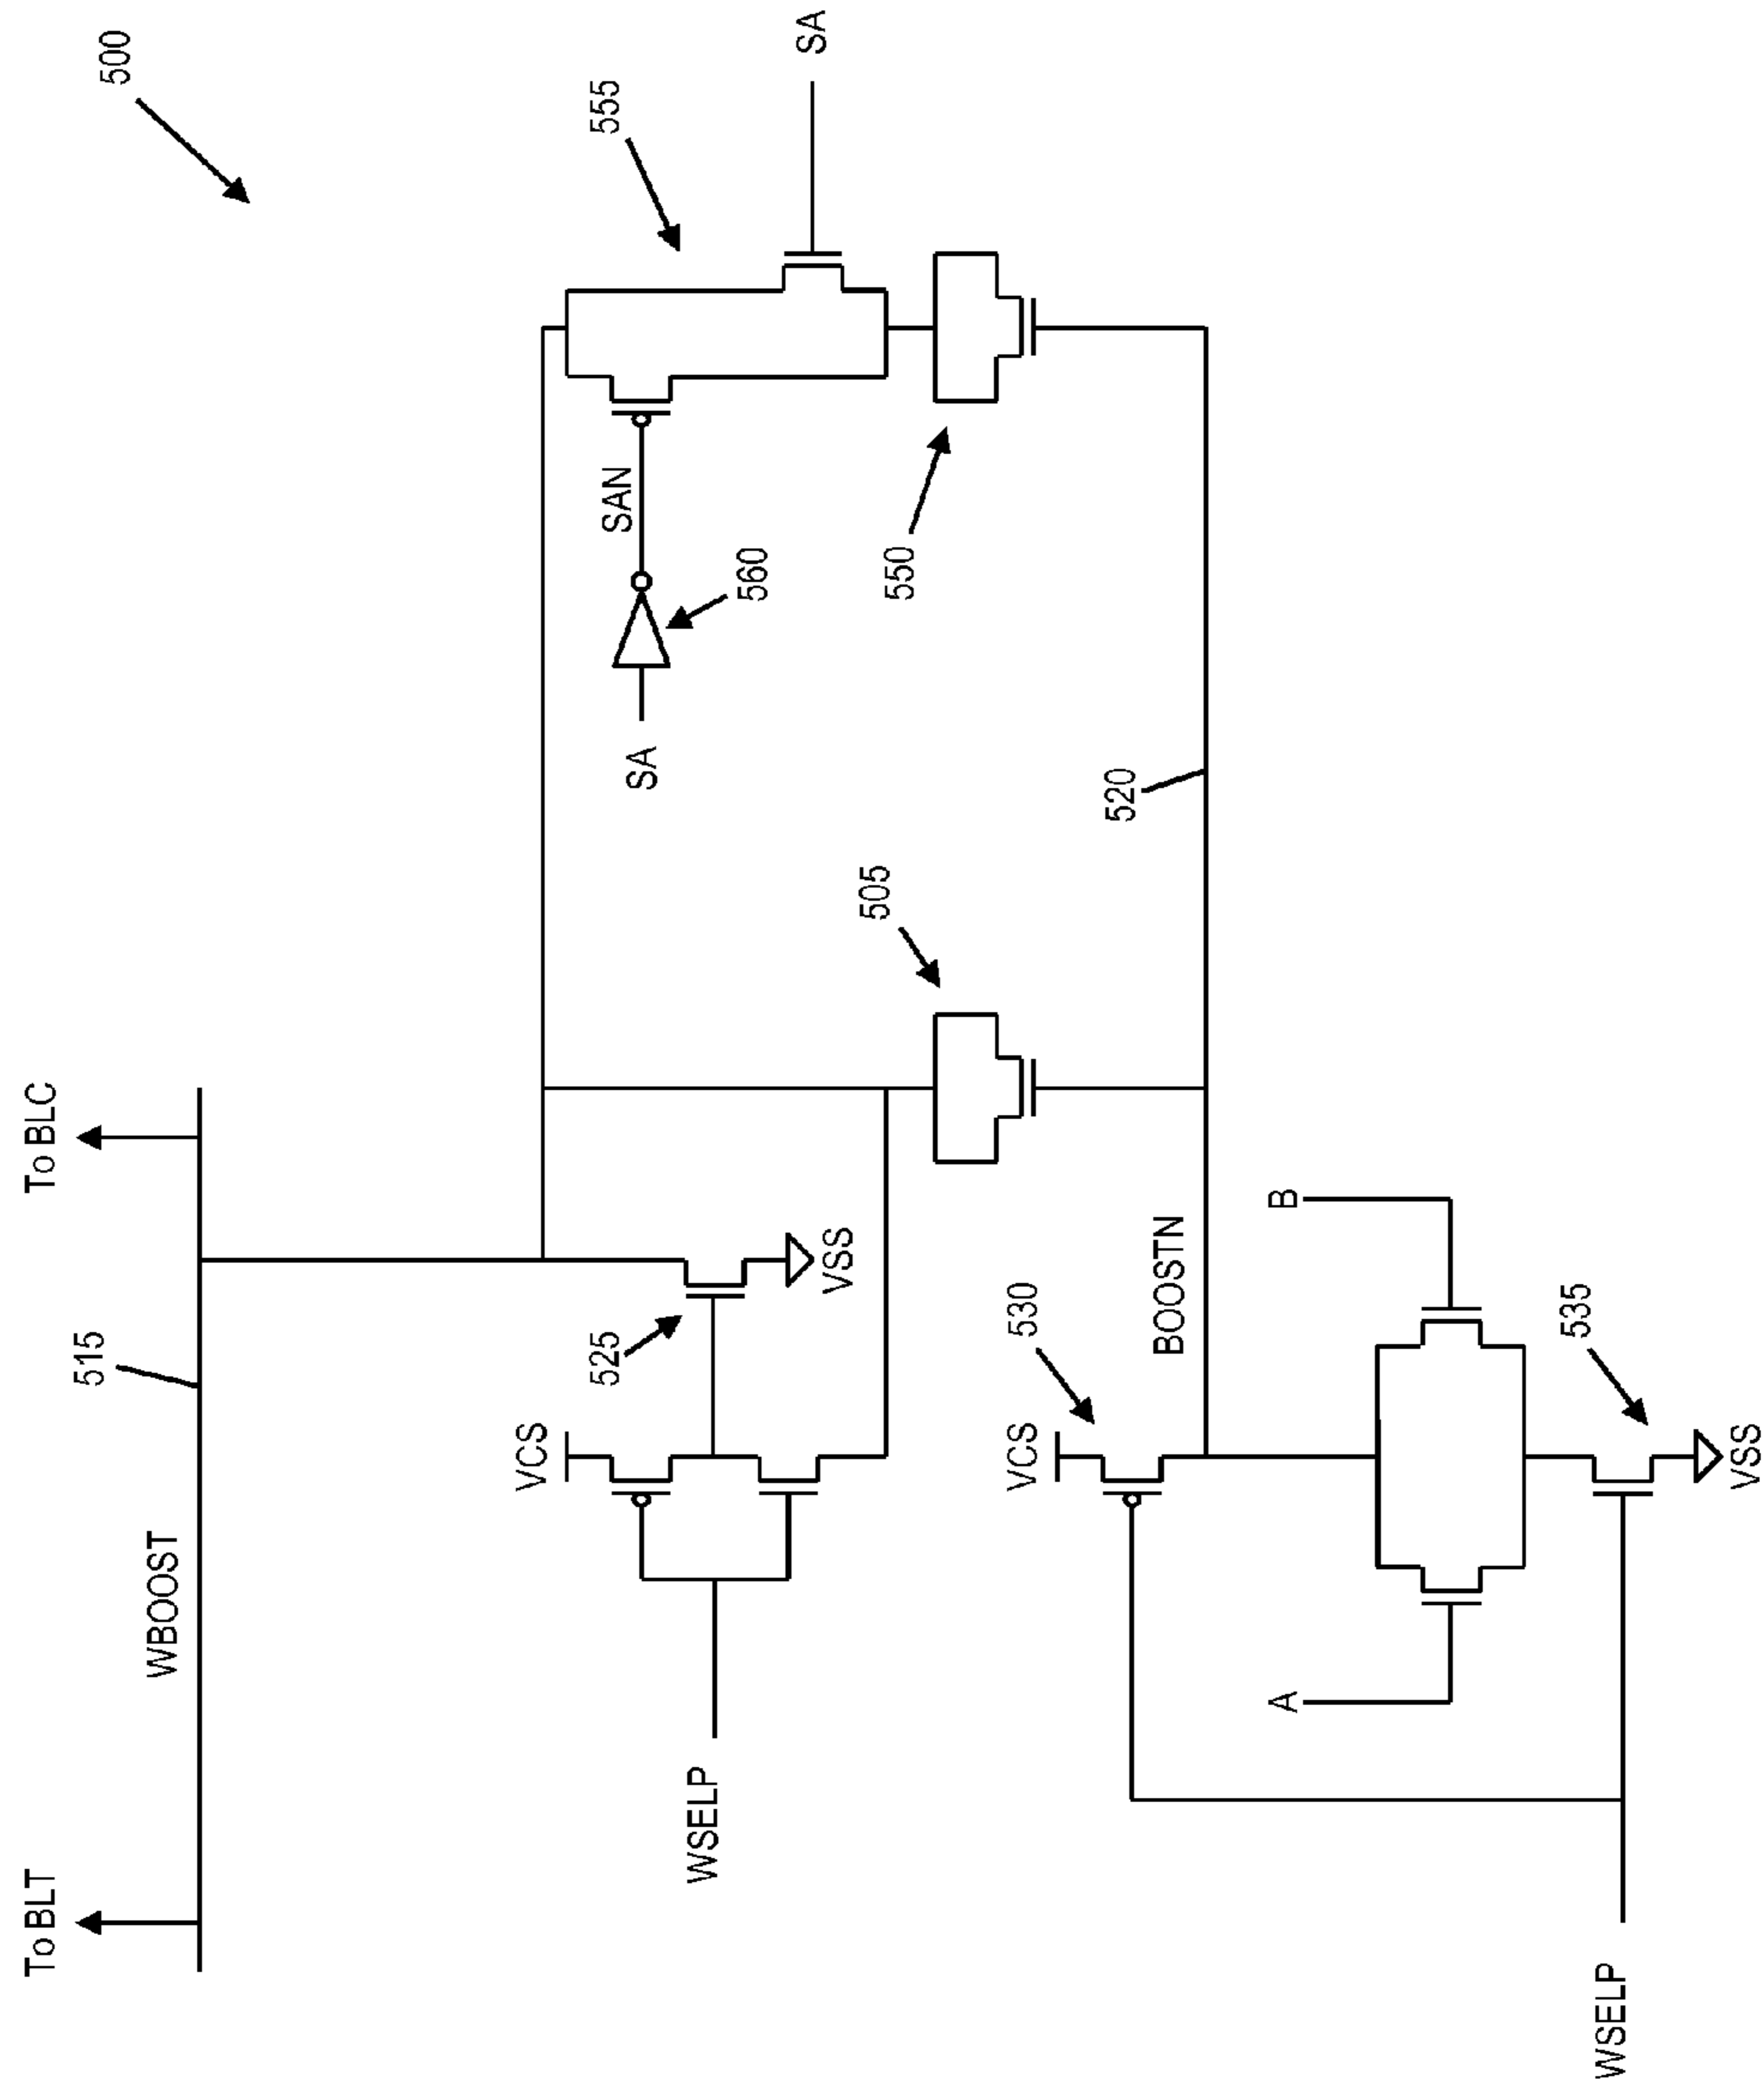 500
To BLT
To BLC
515
WBOOST
SA
555
VCS
525
SAN
SA
560
WSELP
VSS
505
550
VCS
530
BOOSTN
520
A
B
535
WSELP
VSS